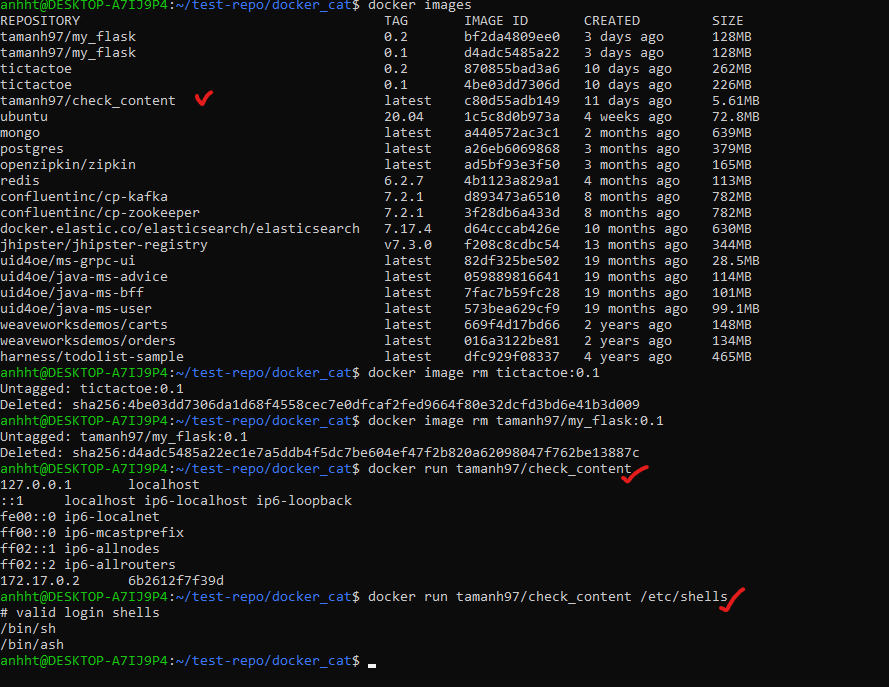 anhht@DESKTOP-A7IJ9P4:~/test-repo/docker_cat$ docker images
REPOSITORY TAG IMAGE ID CREATED SIZE
tamanh97/my_flask 0.2 bf2da4809ee0 3 days ago 128MB
tamanh97/my_flask 0.1 d4adc5485a22 3 days ago 128MB
tictactoe 0.2 870855bad3a6 10 days ago 262MB
tictactoe 0.1 4be03dd7306d 10 days ago 226MB
tamanh97/check_content latest c80d55adb149 11 days ago 5.61MB
ubuntu 20.04 1c5c8d0b973a 4 weeks ago 72.8MB
mongo latest a440572ac3c1 2 months ago 639MB
postgres latest a26eb6069868 3 months ago 379MB
openzipkin/zipkin latest ad5bf93e3f50 3 months ago 165MB
redis 6.2.7 4b1123a829a1 4 months ago 113MB
confluentinc/cp-kafka 7.2.1 d893473a6510 8 months ago 782MB
confluentinc/cp-zookeeper 7.2.1 3f28db6a433d 8 months ago 782MB
docker.elastic.co/elasticsearch/elasticsearch 7.17.4 d64cccab426e 10 months ago 630MB
jhipster/jhipster-registry v7.3.0 f208c8cdbc54 13 months ago 344MB
uid4oe/ms-grpc-ui latest 82df325be502 19 months ago 28.5MB
uid4oe/java-ms-advice latest 059889816641 19 months ago 114MB
uid4oe/java-ms-bff latest 7fac7b59fc28 19 months ago 101MB
uid4oe/java-ms-user latest 573bea629cf9 19 months ago 99.1MB
weaveworksdemos/carts latest 669f4d17bd66 2 years ago 148MB
weaveworksdemos/orders latest 016a3122be81 2 years ago 134MB
harness/todolist-sample latest dfc929f08337 4 years ago 465MB
anhht@DESKTOP-A7IJ9P4:~/test-repo/docker_cat$ docker image rm tictactoe:0.1
Untagged: tictactoe:0.1
Deleted: sha256:4be03dd7306da1d68f4558cec7e0dfcaf2fed9664f80e32dcfd3bd6e41b3d009
anhht@DESKTOP-A7IJ9P4:~/test-repo/docker_cat$ docker image rm tamanh97/my_flask:0.1
Untagged: tamanh97/my_flask:0.1
Deleted: sha256:d4adc5485a22ec1e7a5ddb4f5dc7be604ef47f2b820a62098047f762be13887c
anhht@DESKTOP-A7IJ9P4:~/test-repo/docker_cat$ docker run tamanh97/check_content
127.0.0.1 localhost
::1 localhost ip6-localhost ip6-loopback
fe00::0 ip6-localnet
ff00::0 ip6-mcastprefix
ff02::1 ip6-allnodes
ff02::2 ip6-allrouters
172.17.0.2 6b2612f7f39d
anhht@DESKTOP-A7IJ9P4:~/test-repo/docker_cat$ docker run tamanh97/check_content /etc/shells
# valid login shells
/bin/sh
/bin/ash
anhht@DESKTOP-A7IJ9P4:~/test-repo/docker_cat$